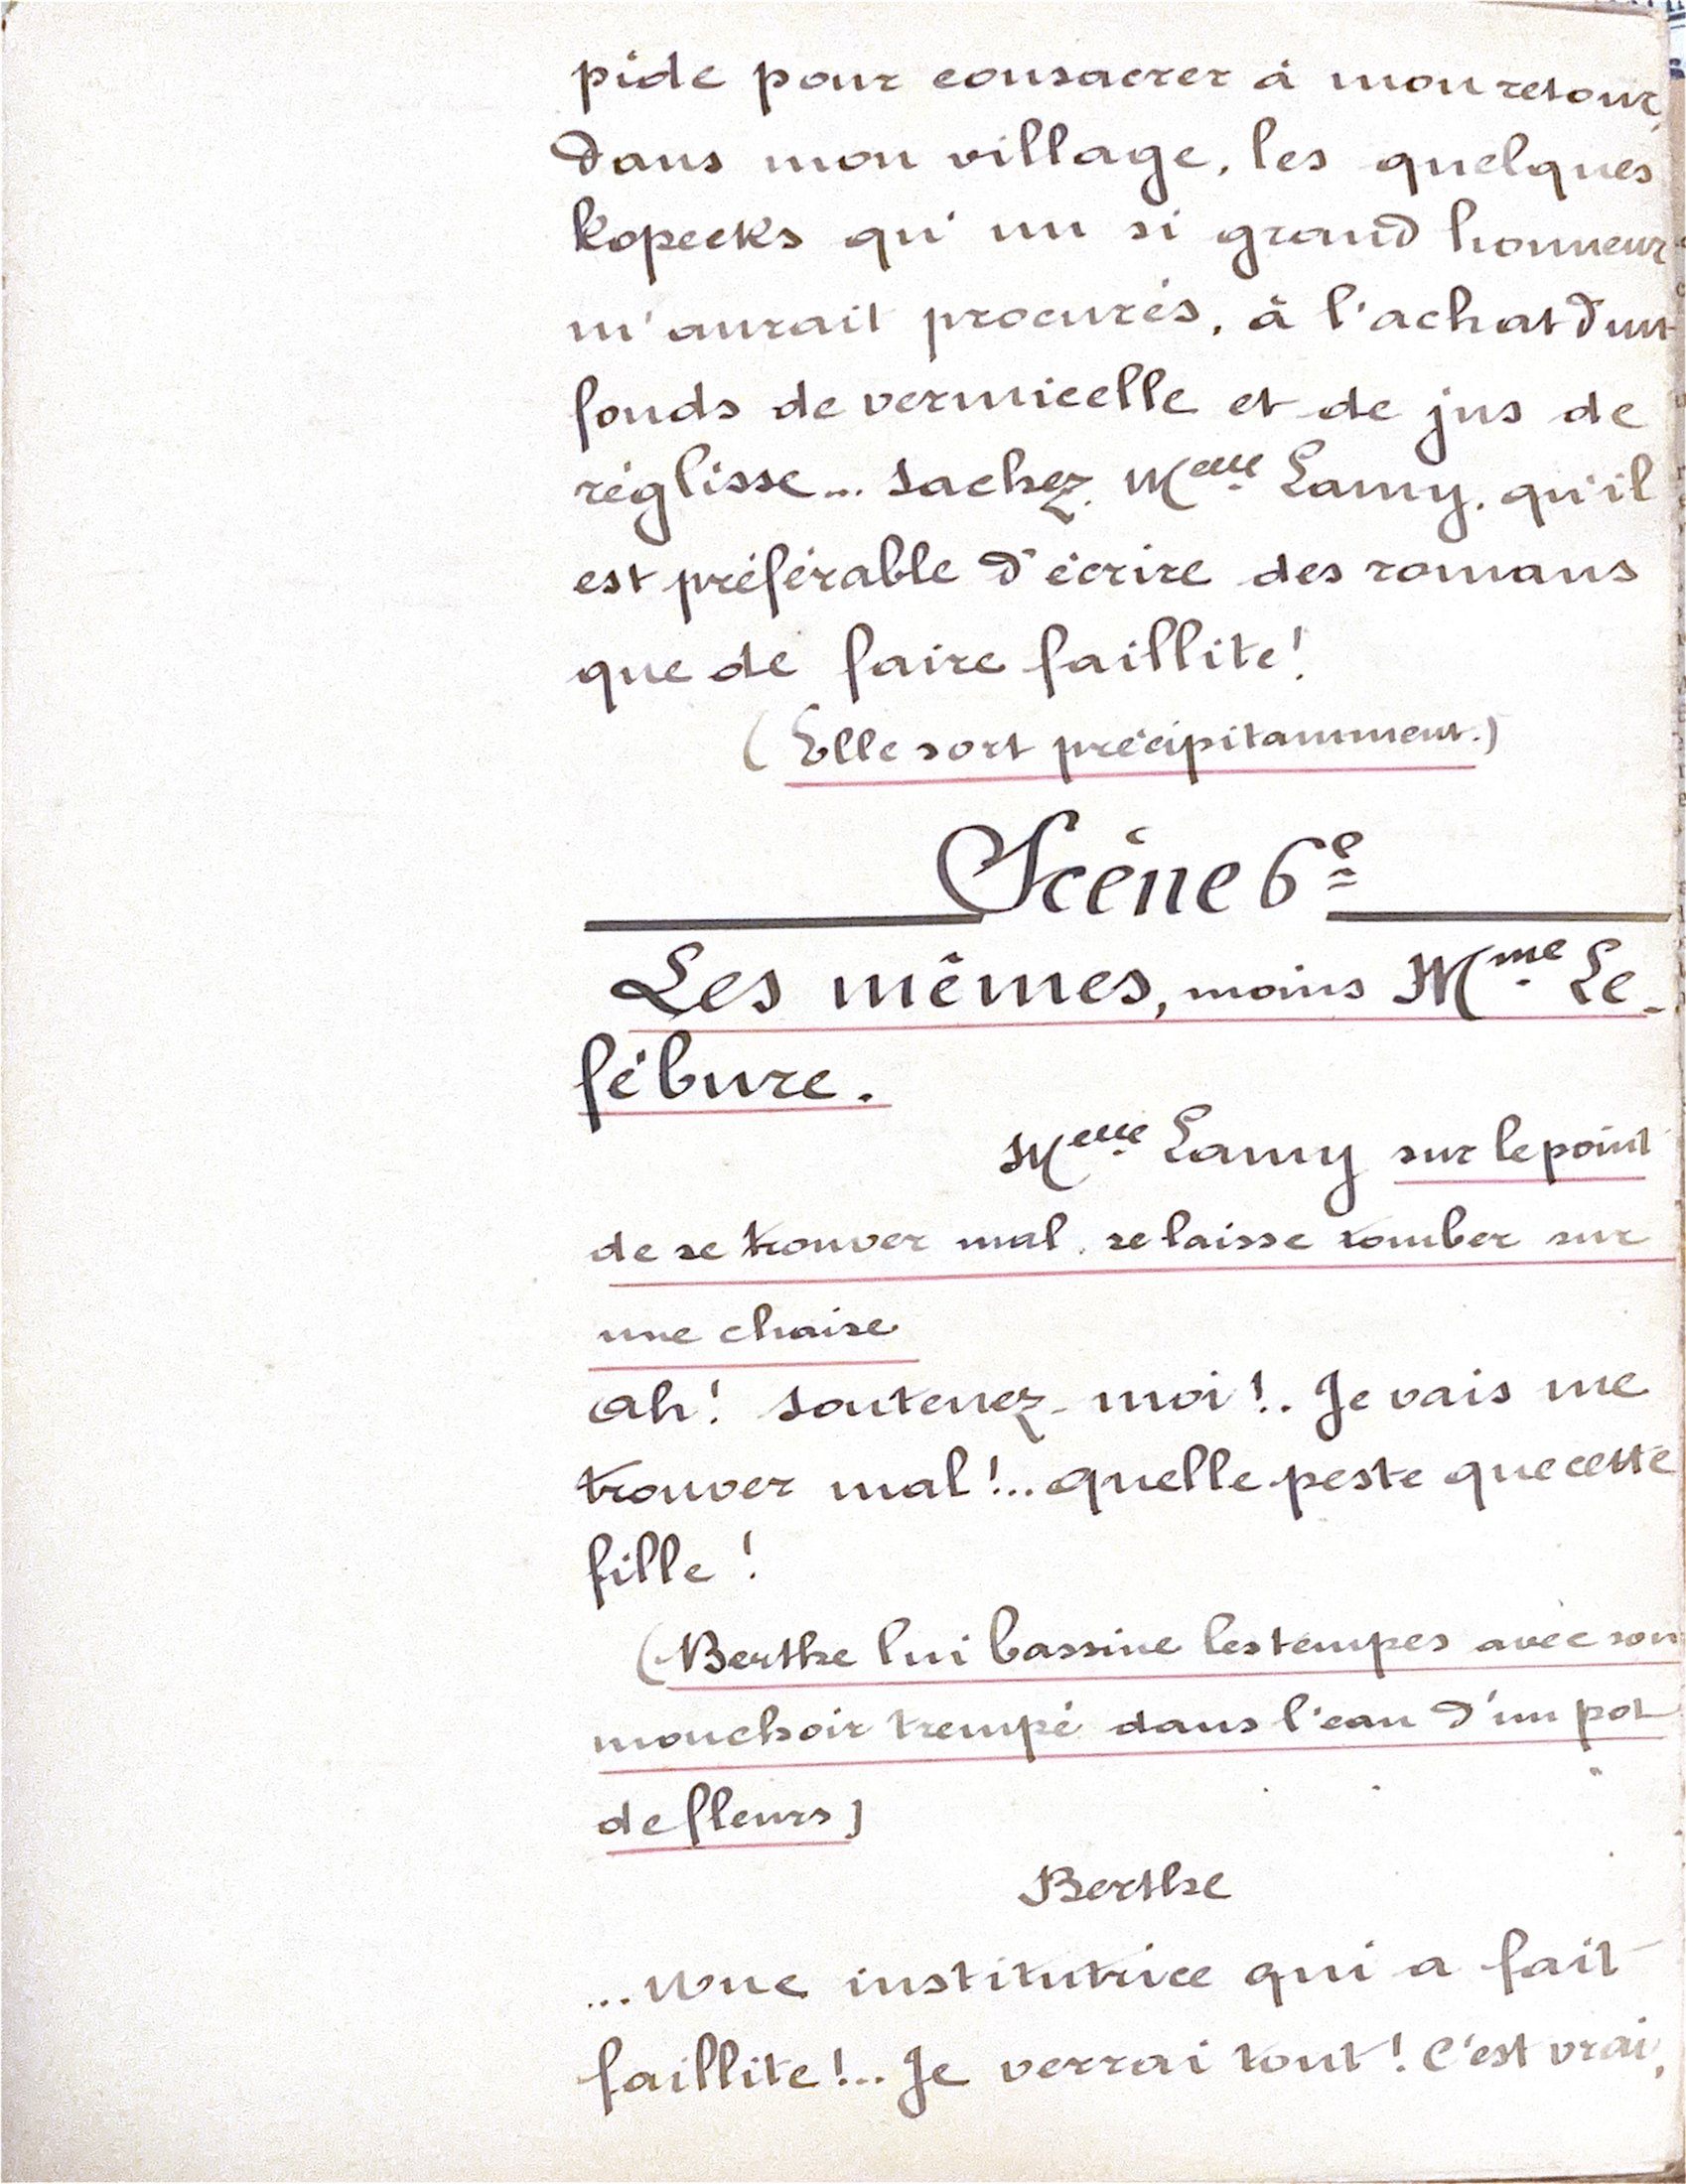 pide pour consacrer à mon retour,
dans mon village, les quelques
kopecks qu'un si grand honneur
m'aurait procurés, à l'achat d'un
fonds de vermicelle et de jus de
réglisse... Sachez, Melle Lamy, qu'il
est préférable d'écrire des romans
que de faire faillite!
(Elle sort précipitamment.)
Scène 6e
Les mêmes, moins Mme Le-
fébure.
Melle Lamy sur le point
de se trouver mal, se laisse tomber sur
une chaise
Ah! Soutenez-moi!.. Je vais me
trouver mal!... quelle peste que cette
fille!
(Berthe lui bassine les tempes avec son
mouchoir trempé dans l'eau d'un pot
de fleurs)
Berthe
...Une institutrice qui a fait
faillite!... Je verrai tout! C'est vrai,